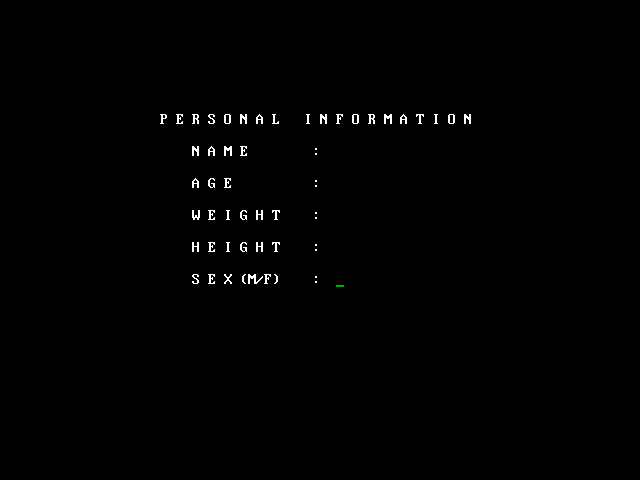 PERSONAL INFORMATION
NAME :
AGE :
WEIGHT :
HEIGHT :
SEX(M/F) : _